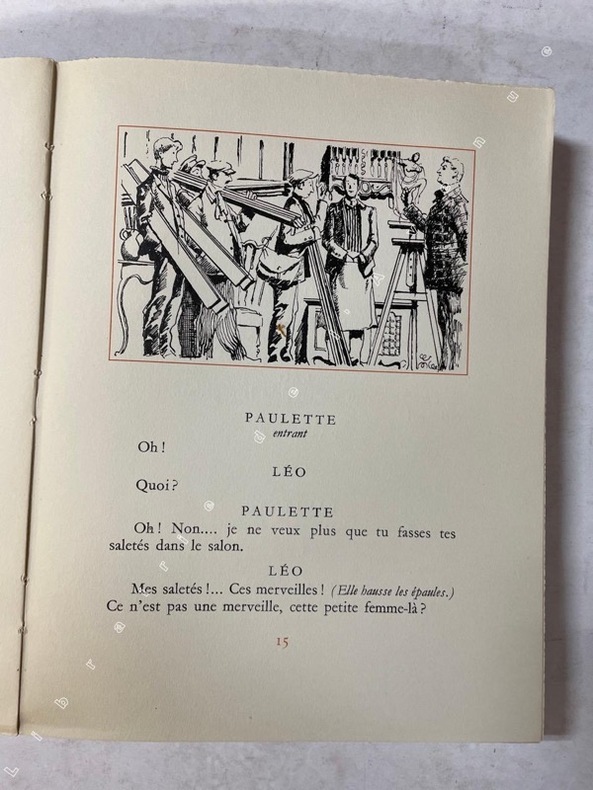 PAULETTE
entrant
Oh !
LÉO
Quoi ?
PAULETTE
Oh ! Non.... je ne veux plus que tu fasses tes
saletés dans le salon.
LÉO
Mes saletés !... Ces merveilles ! (Elle hausse les épaules.)
Ce n'est pas une merveille, cette petite femme-là ?
15